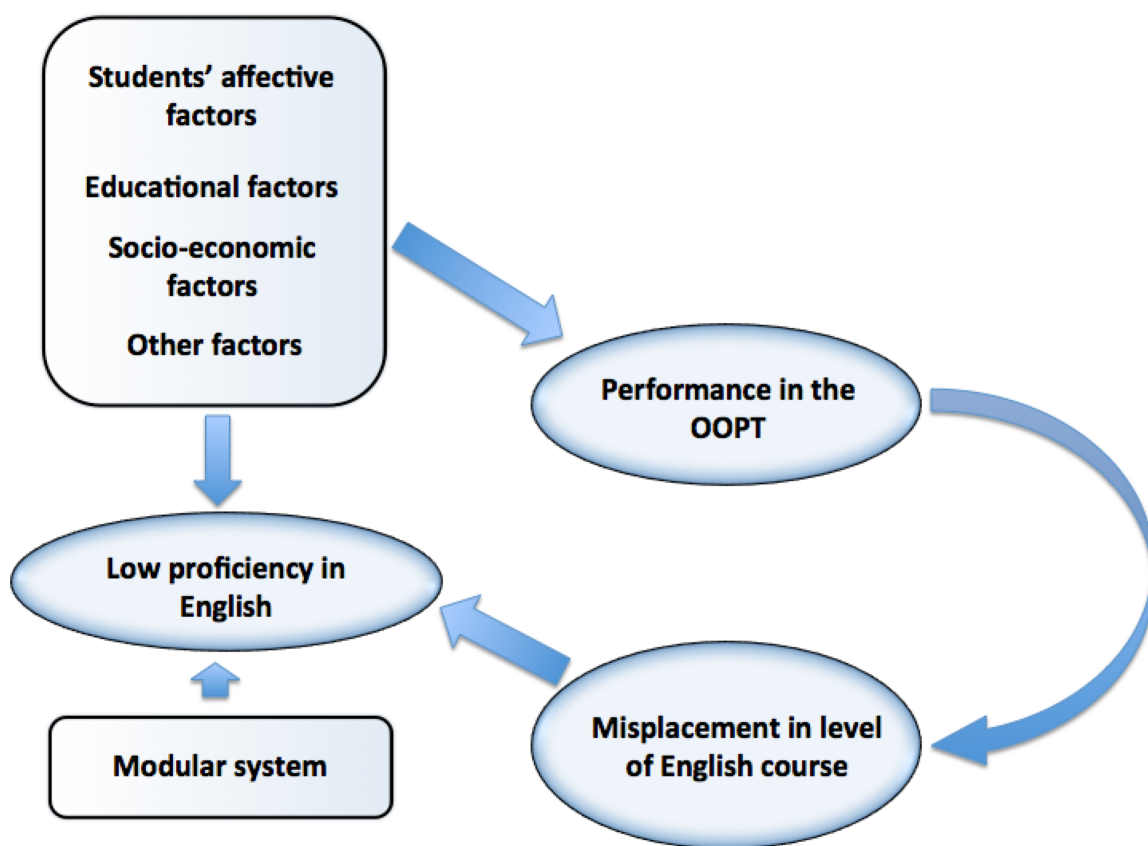 Students’ affective
factors
Educational factors
Socio-economic
factors
Other factors
Performance in the
OOPT
Low proficiency in
English
Misplacement in level
of English course
Modular system